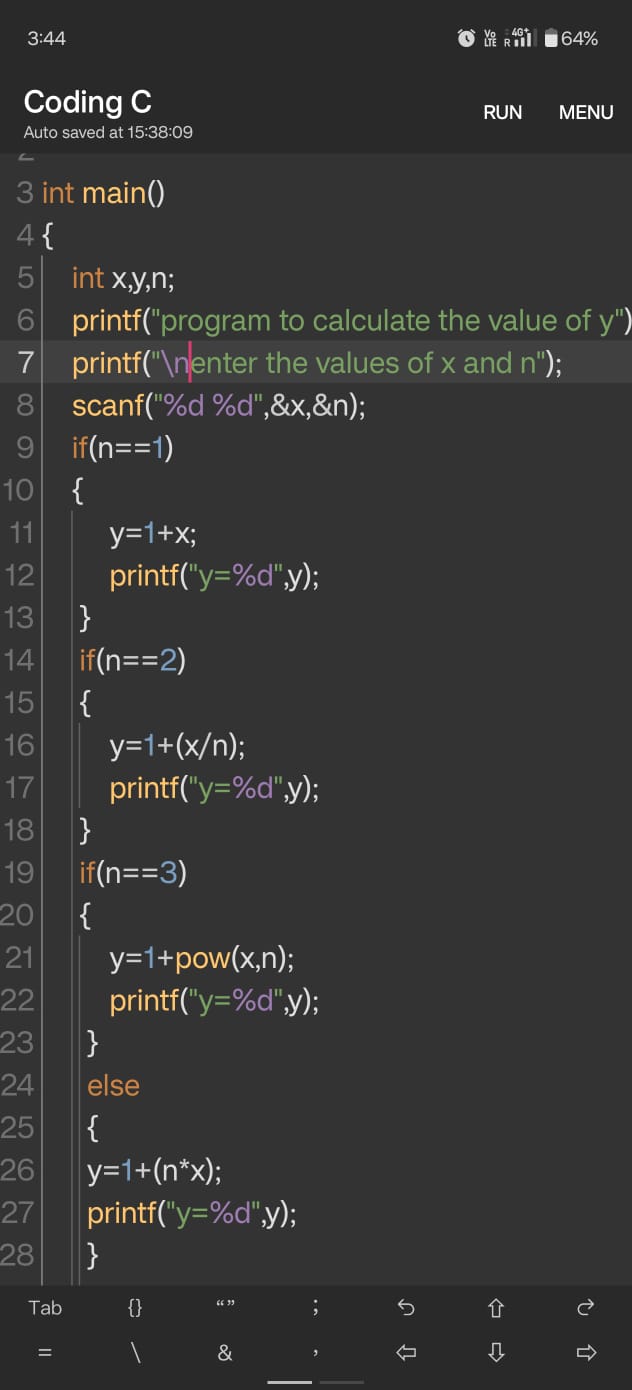 3:44 Vo LTE R 4G+ 64%
Coding C
RUN MENU
Auto saved at 15:38:09
3 int main()
4 {
5 int x,y,n;
6 printf("program to calculate the value of y")
7 printf("\nenter the values of x and n");
8 scanf("%d %d",&x,&n);
9 if(n==1)
10 {
11 y=1+x;
12 printf("y=%d",y);
13 }
14 if(n==2)
15 {
16 y=1+(x/n);
17 printf("y=%d",y);
18 }
19 if(n==3)
20 {
21 y=1+pow(x,n);
22 printf("y=%d",y);
23 }
24 else
25 {
26 y=1+(n*x);
27 printf("y=%d",y);
28 }
Tab {} “” ;
= \ & ,